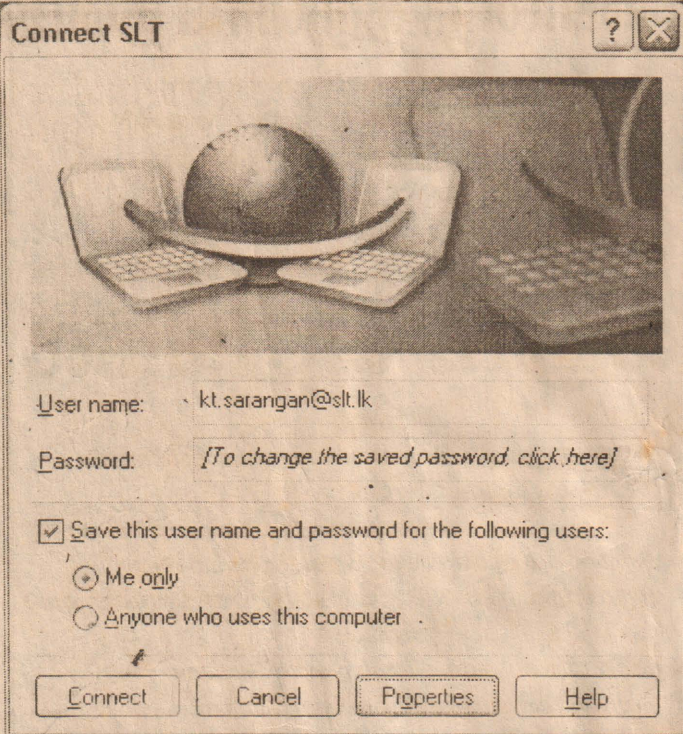 Connect SLT
User name: kt.sarangan@slt.lk
Password: [To change the saved password, click here]
Save this user name and password for the following users:
Me only
Anyone who uses this computer
Connect Cancel Properties Help